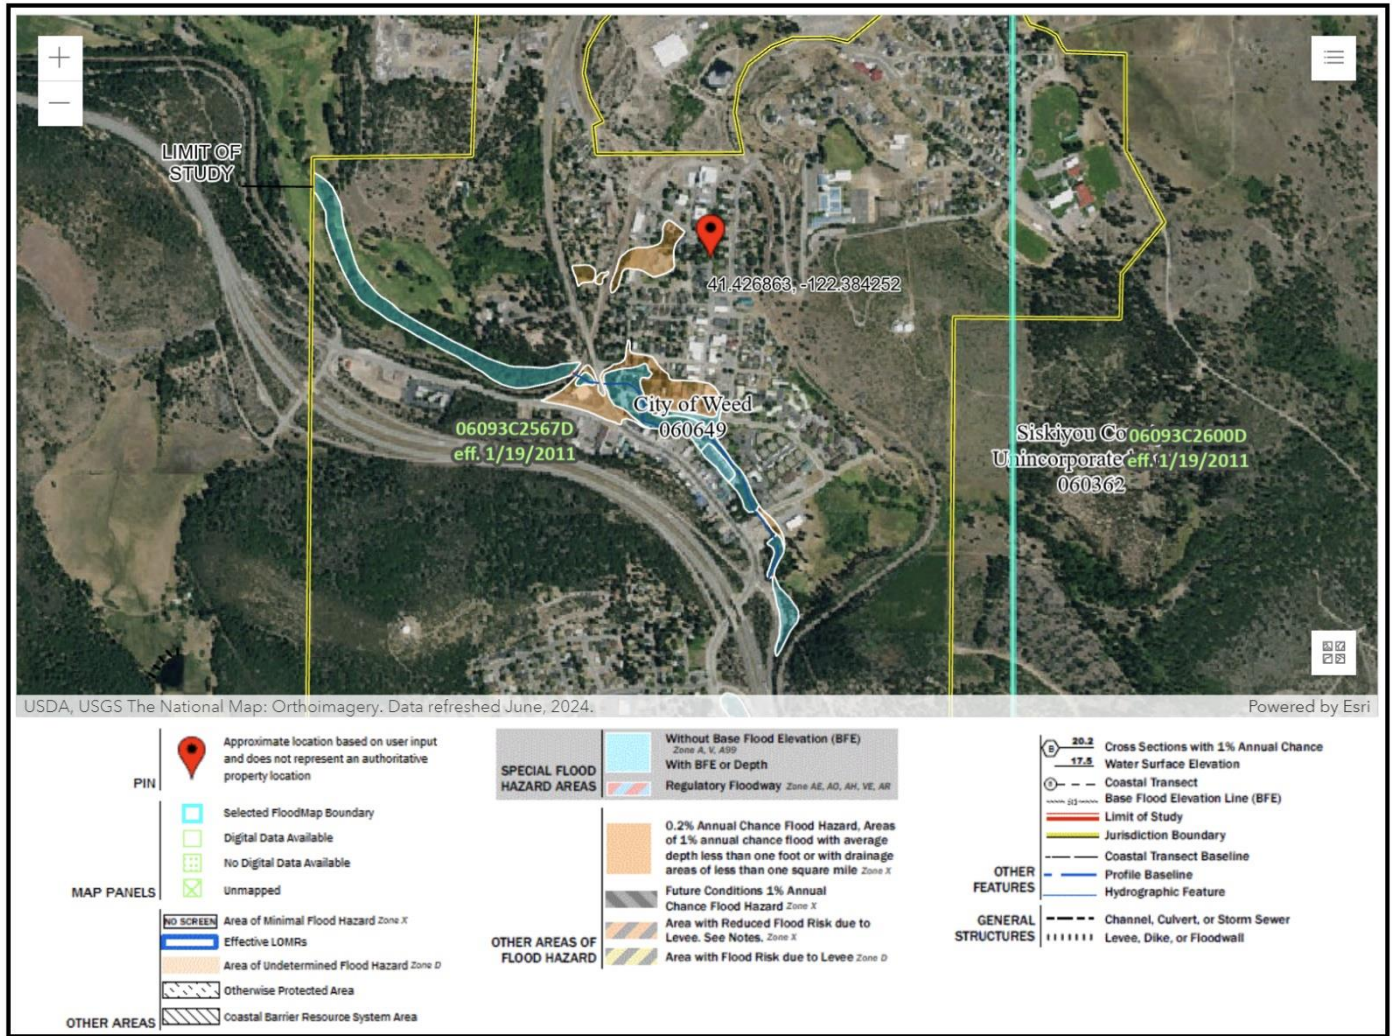 +
−
LIMIT OF
STUDY
41.426863, -122.384252
City of Weed
060649
06093C2567D
eff. 1/19/2011
Siskiyou Co
Unincorporate
060362
06093C2600D
eff. 1/19/2011
USDA, USGS The National Map: Orthoimagery. Data refreshed June, 2024.
Powered by Esri
PIN
Approximate location based on user input
and does not represent an authoritative
property location
MAP PANELS
Selected FloodMap Boundary
Digital Data Available
No Digital Data Available
Unmapped
OTHER AREAS
NO SCREEN Area of Minimal Flood Hazard Zone X
Effective LOMRs
Area of Undetermined Flood Hazard Zone D
Otherwise Protected Area
Coastal Barrier Resource System Area
SPECIAL FLOOD
HAZARD AREAS
Without Base Flood Elevation (BFE)
Zone A, V, A99
With BFE or Depth
Regulatory Floodway Zone AE, AO, AH, VE, AR
OTHER AREAS OF
FLOOD HAZARD
0.2% Annual Chance Flood Hazard, Areas
of 1% annual chance flood with average
depth less than one foot or with drainage
areas of less than one square mile Zone X
Future Conditions 1% Annual
Chance Flood Hazard Zone X
Area with Reduced Flood Risk due to
Levee. See Notes. Zone X
Area with Flood Risk due to Levee Zone D
OTHER
FEATURES
B 20.2 Cross Sections with 1% Annual Chance
17.5 Water Surface Elevation
8 Coastal Transect
513 Base Flood Elevation Line (BFE)
Limit of Study
Jurisdiction Boundary
Coastal Transect Baseline
Profile Baseline
Hydrographic Feature
GENERAL
STRUCTURES
Channel, Culvert, or Storm Sewer
Levee, Dike, or Floodwall